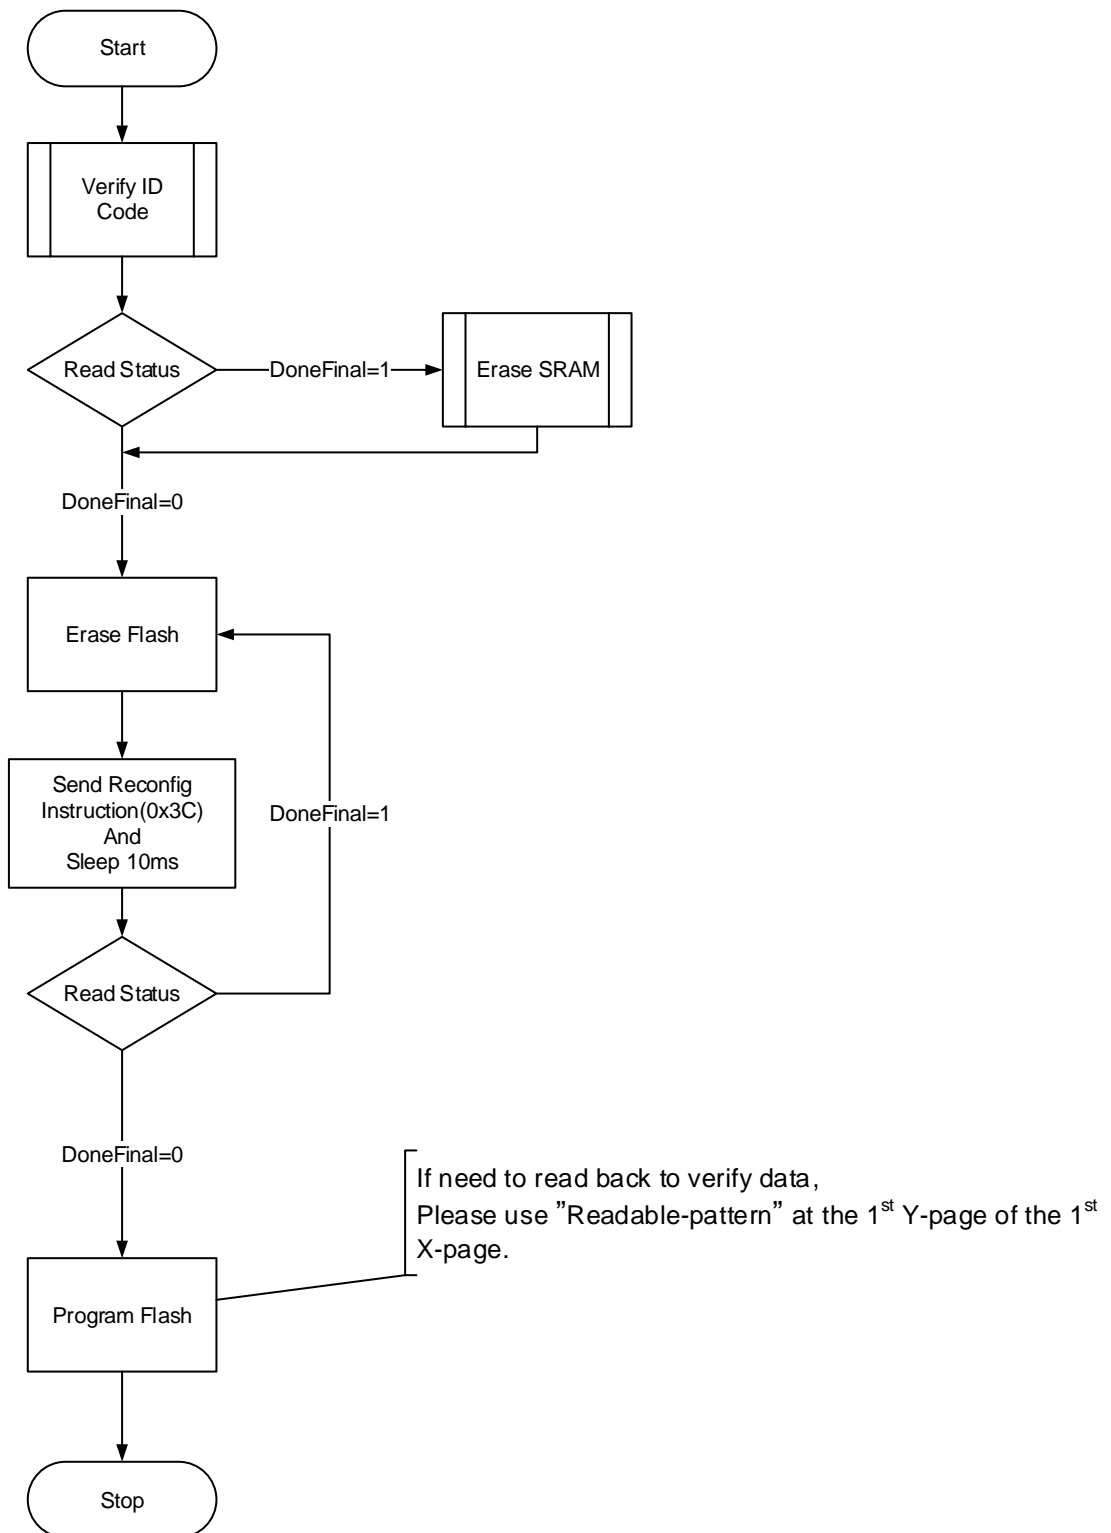 Start
Verify ID
Code
Read Status
DoneFinal=1
Erase SRAM
DoneFinal=0
Erase Flash
Send Reconfig
Instruction(0x3C)
And
Sleep 10ms
DoneFinal=1
Read Status
DoneFinal=0
If need to read back to verify data,
Please use ”Readable-pattern” at the 1st Y-page of the 1st
X-page.
Program Flash
Stop